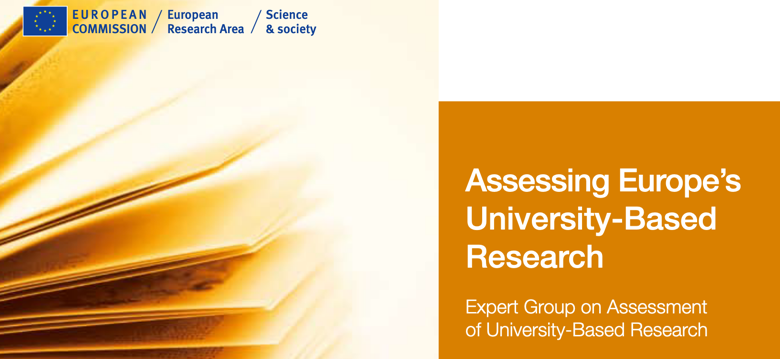 EUROPEAN COMMISSION / European Research Area / Science & society
Assessing Europe's
University-Based
Research
Expert Group on Assessment
of University-Based Research